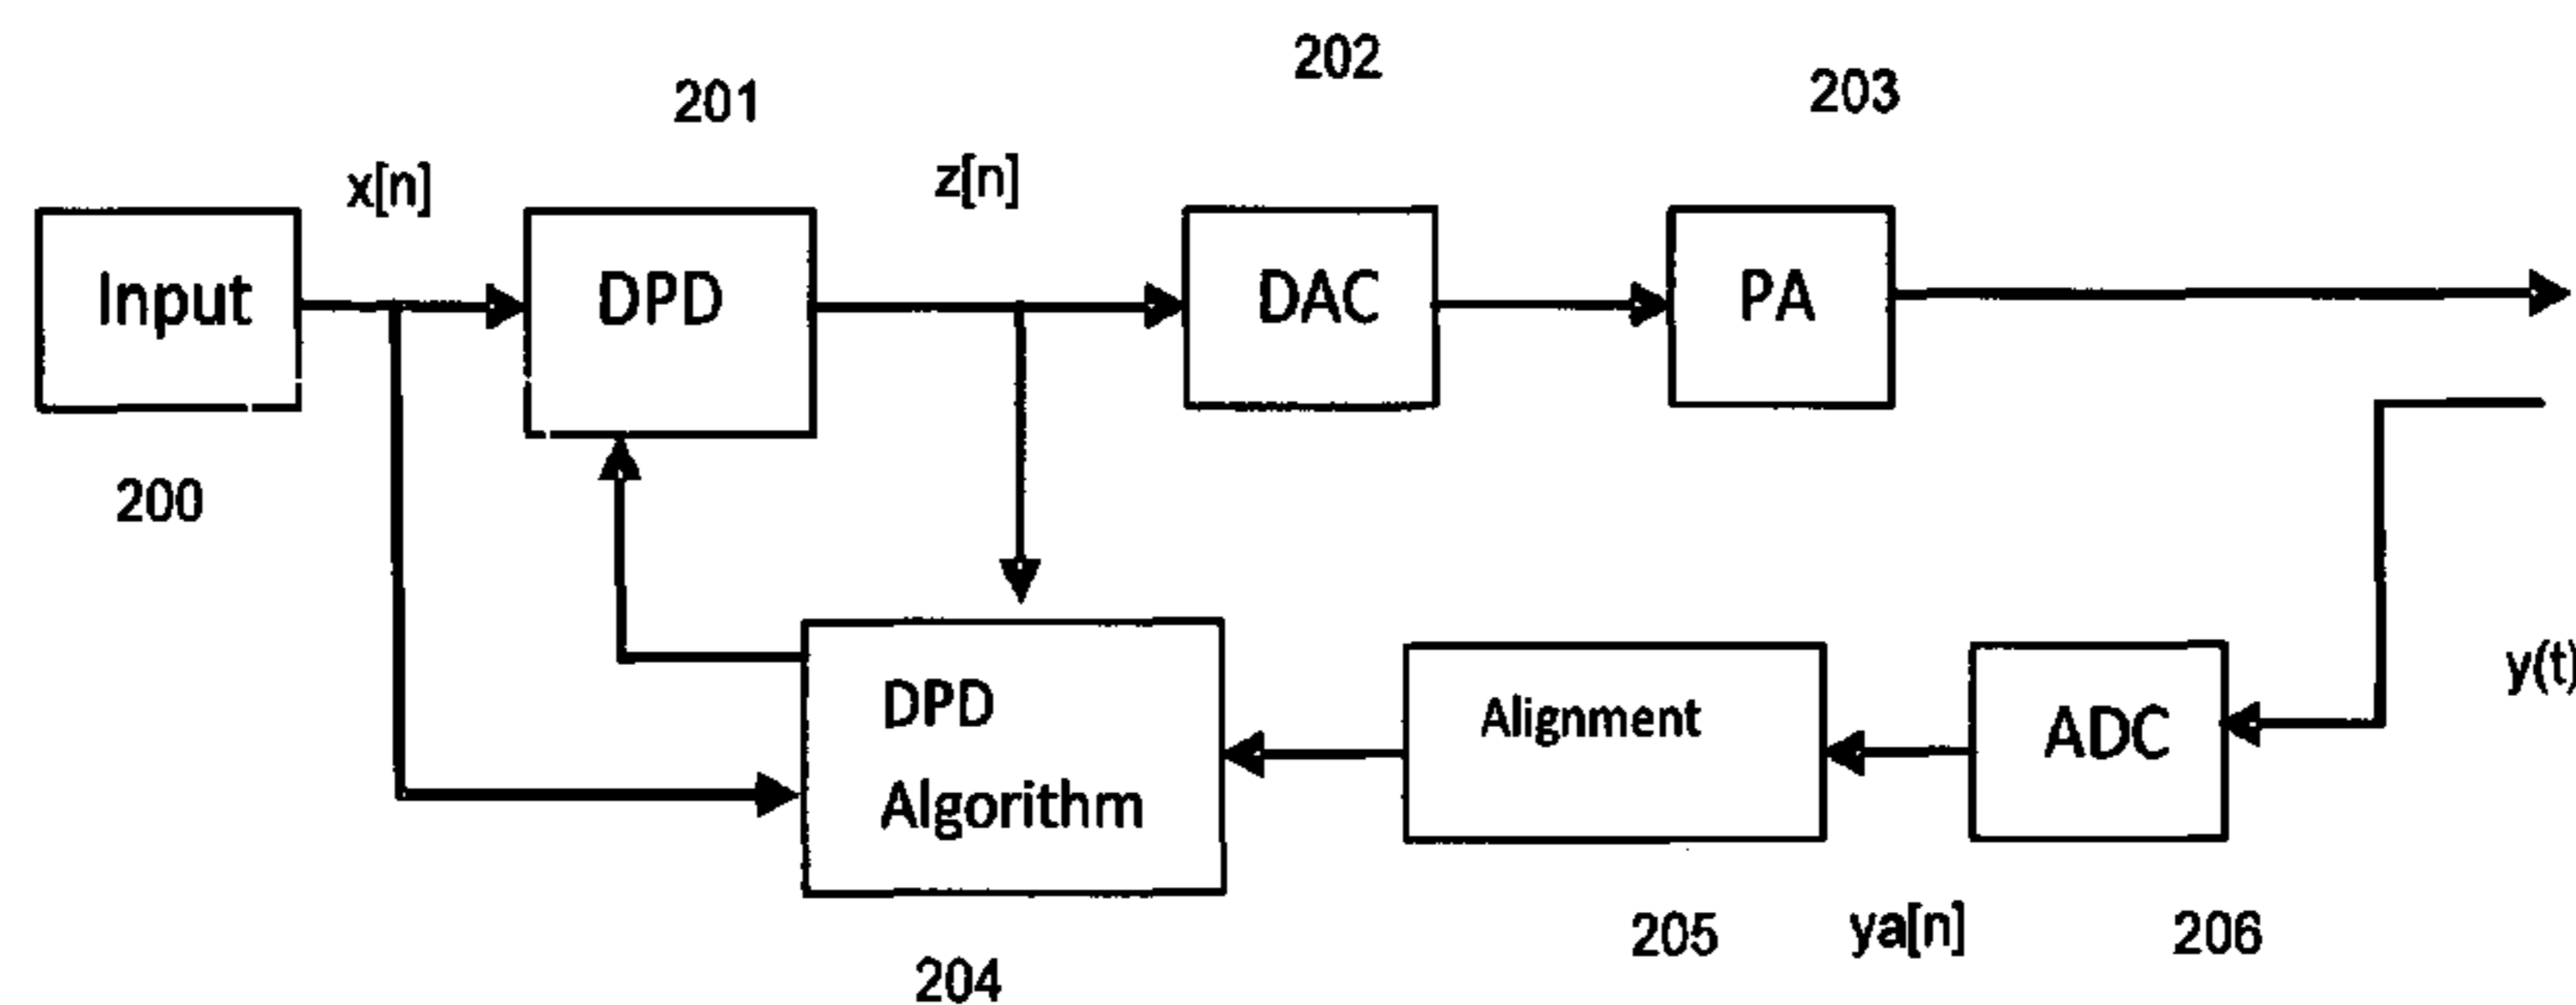 202
203
201
x[n]
z[n]
Input
DPD
DAC
PA
200
y(t)
DPD
Algorithm
Alignment
ADC
205
ya[n]
206
204